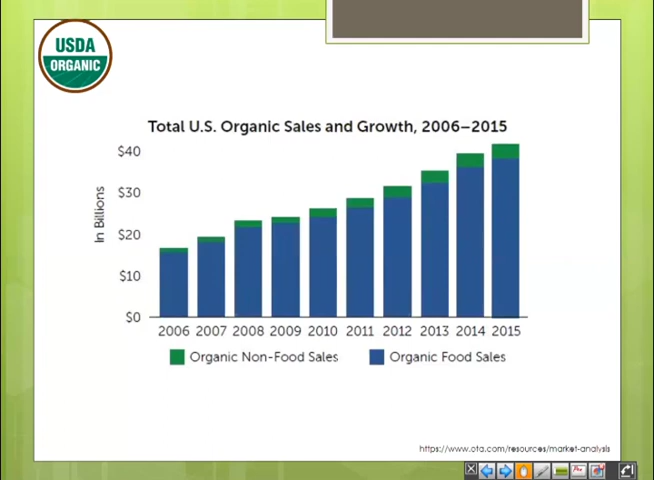 USDA
ORGANIC
Total U.S. Organic Sales and Growth, 2006–2015
In Billions
$40
$30
$20
$10
$0
2006 2007 2008 2009 2010 2011 2012 2013 2014 2015
Organic Non-Food Sales Organic Food Sales
https://www.ota.com/resources/market-analysis